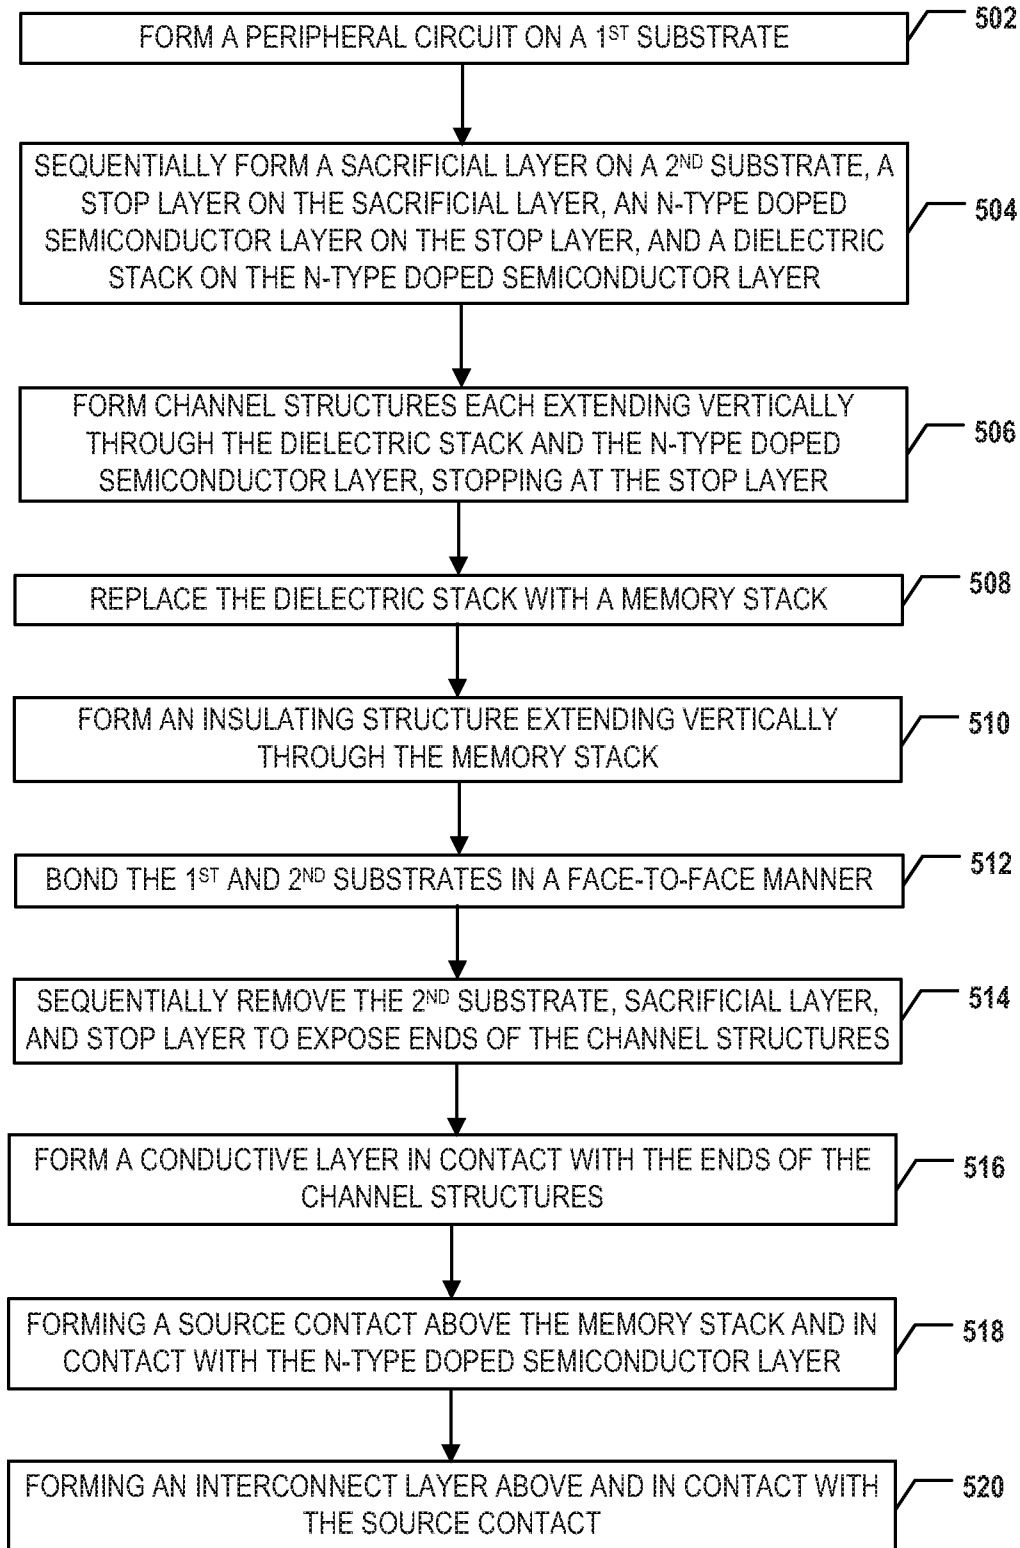 FORM A PERIPHERAL CIRCUIT ON A 1ST SUBSTRATE
502
SEQUENTIALLY FORM A SACRIFICIAL LAYER ON A 2ND SUBSTRATE, A
STOP LAYER ON THE SACRIFICIAL LAYER, AN N-TYPE DOPED
SEMICONDUCTOR LAYER ON THE STOP LAYER, AND A DIELECTRIC
STACK ON THE N-TYPE DOPED SEMICONDUCTOR LAYER
504
FORM CHANNEL STRUCTURES EACH EXTENDING VERTICALLY
THROUGH THE DIELECTRIC STACK AND THE N-TYPE DOPED
SEMICONDUCTOR LAYER, STOPPING AT THE STOP LAYER
506
REPLACE THE DIELECTRIC STACK WITH A MEMORY STACK
508
FORM AN INSULATING STRUCTURE EXTENDING VERTICALLY
THROUGH THE MEMORY STACK
510
BOND THE 1ST AND 2ND SUBSTRATES IN A FACE-TO-FACE MANNER
512
SEQUENTIALLY REMOVE THE 2ND SUBSTRATE, SACRIFICIAL LAYER,
AND STOP LAYER TO EXPOSE ENDS OF THE CHANNEL STRUCTURES
514
FORM A CONDUCTIVE LAYER IN CONTACT WITH THE ENDS OF THE
CHANNEL STRUCTURES
516
FORMING A SOURCE CONTACT ABOVE THE MEMORY STACK AND IN
CONTACT WITH THE N-TYPE DOPED SEMICONDUCTOR LAYER
518
FORMING AN INTERCONNECT LAYER ABOVE AND IN CONTACT WITH
THE SOURCE CONTACT
520